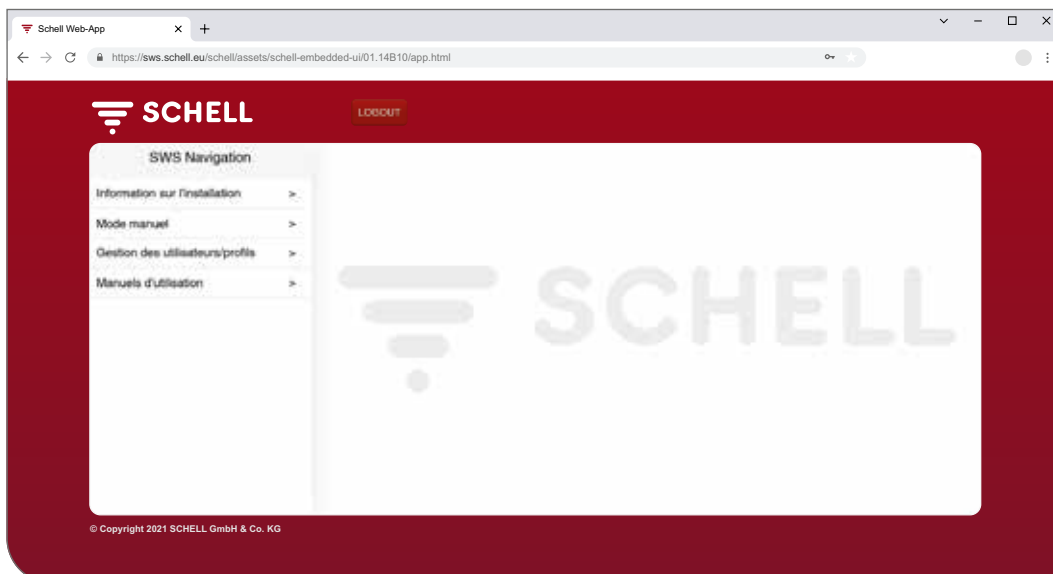 Schell Web-App
https://sws.schell.eu/schell/assets/schell-embedded-ui/01.14B10/app.html
SCHELL
LOGOUT
SWS Navigation
Information sur l'installation >
Mode manuel >
Gestion des utilisateurs/profils >
Manuels d'utilisation >
SCHELL
© Copyright 2021 SCHELL GmbH & Co. KG